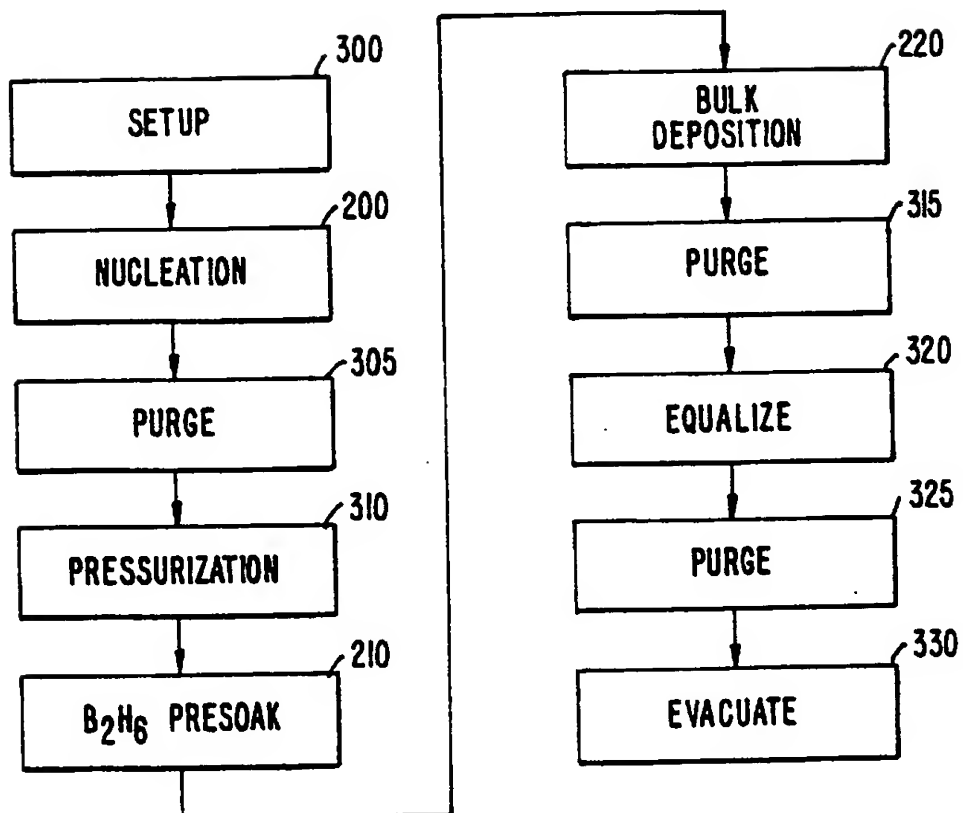 300
SETUP
200
NUCLEATION
305
PURGE
310
PRESSURIZATION
210
B₂H₆ PRESOAK
220
BULK
DEPOSITION
315
PURGE
320
EQUALIZE
325
PURGE
330
EVACUATE